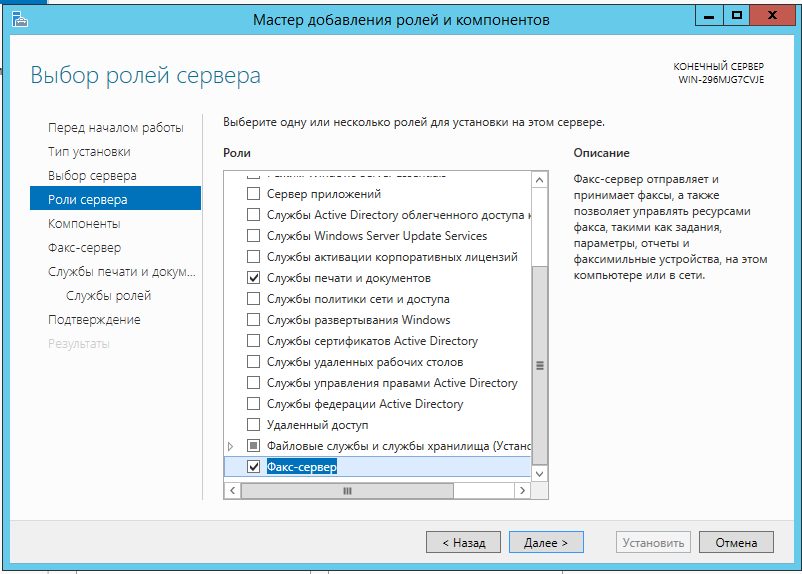 Мастер добавления ролей и компонентов
Выбор ролей сервера
КОНЕЧНЫЙ СЕРВЕР
WIN-296MJG7CVJE
Перед началом работы
Тип установки
Выбор сервера
Роли сервера
Компоненты
Факс-сервер
Службы печати и докум...
Службы ролей
Подтверждение
Результаты
Выберите одну или несколько ролей для установки на этом сервере.
Роли
Сервер приложений
Службы Active Directory облегченного доступа к
Службы Windows Server Update Services
Службы активации корпоративных лицензий
Службы печати и документов
Службы политики сети и доступа
Службы развертывания Windows
Службы сертификатов Active Directory
Службы удаленных рабочих столов
Службы управления правами Active Directory
Службы федерации Active Directory
Удаленный доступ
Файловые службы и службы хранилища (Устано
Факс-сервер
Описание
Факс-сервер отправляет и
принимает факсы, а также
позволяет управлять ресурсами
факса, такими как задания,
параметры, отчеты и
факсимильные устройства, на этом
компьютере или в сети.
< Назад
Далее >
Установить
Отмена